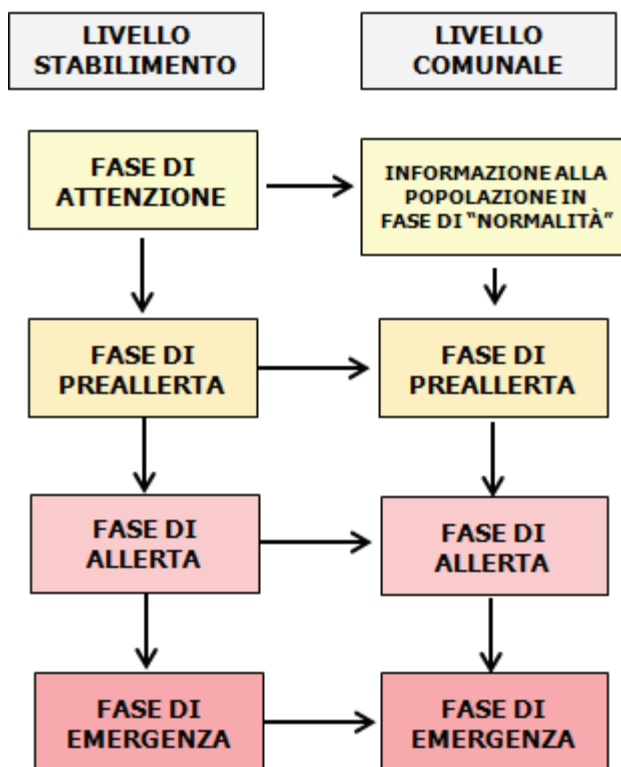 LIVELLO
STABILIMENTO
LIVELLO
COMUNALE
FASE DI
ATTENZIONE
INFORMAZIONE ALLA
POPOLAZIONE IN
FASE DI “NORMALITÀ”
FASE DI
PREALLERTA
FASE DI
PREALLERTA
FASE DI
ALLERTA
FASE DI
ALLERTA
FASE DI
EMERGENZA
FASE DI
EMERGENZA